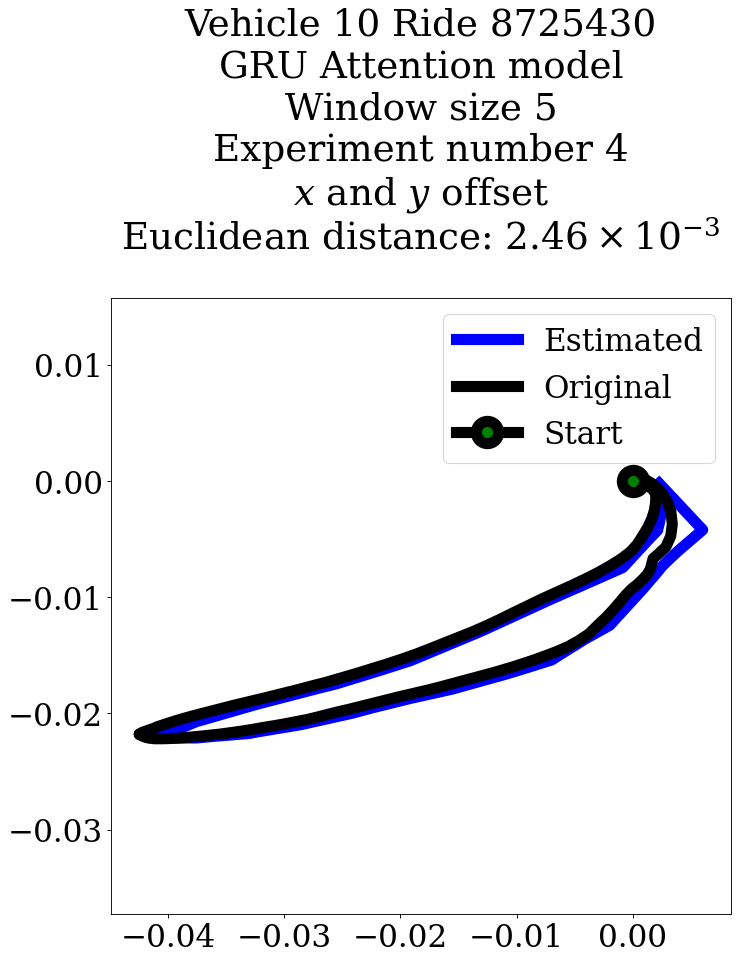 Vehicle 10 Ride 8725430
GRU Attention model
Window size 5
Experiment number 4
x and y offset
Euclidean distance: 2.46 × 10⁻³
Estimated
Original
Start
0.01
0.00
−0.01
−0.02
−0.03
−0.04 −0.03 −0.02 −0.01 0.00